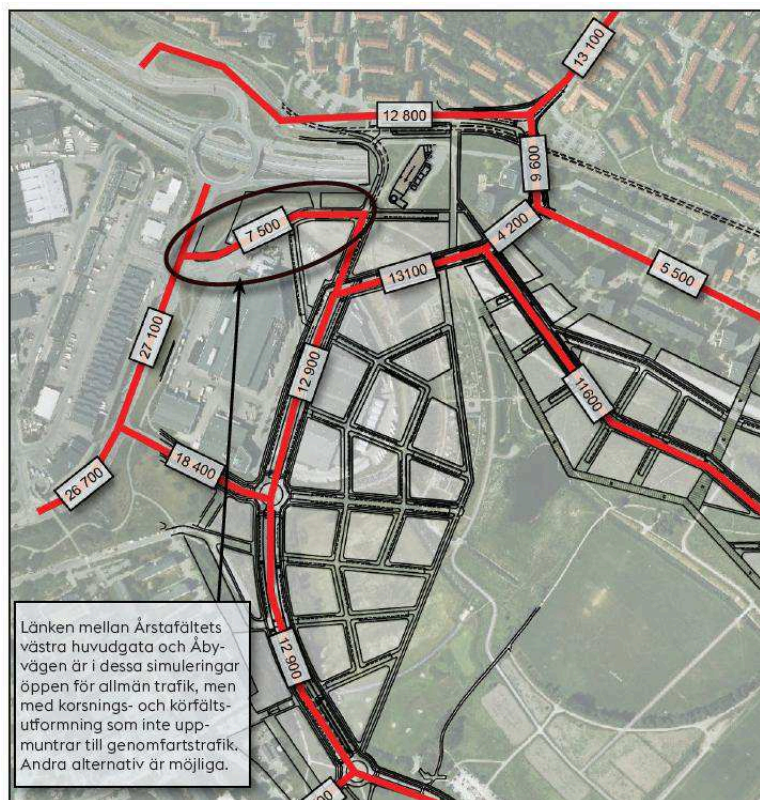 13 100
12 800
9 600
7 500
4 200
13100
5 500
27 100
12 900
11600
18 400
26 700
Länken mellan Årstafältets
västra huvudgata och Åby-
vägen är i dessa simuleringar
öppen för allmän trafik, men
med korsnings- och körfälts-
utformning som inte upp-
muntrar till genomfartstrafik.
Andra alternativ är möjliga.
12 900